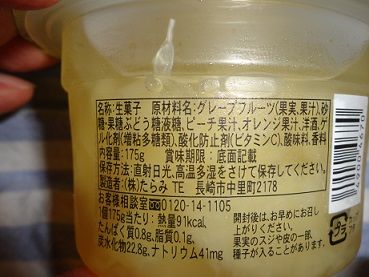 名称:生菓子 原材料名:グレープフルーツ(果実、果汁)、砂
糖・果糖ぶどう糖液糖、ピーチ果汁、オレンジ果汁、洋酒、ゲ
ル化剤(増粘多糖類)、酸化防止剤(ビタミンC)、酸味料、香料
内容量:175g 賞味期限:底面記載
保存方法:直射日光、高温多湿をさけて保存してください。
製造者:(株)たらみ TE 長崎市中里町2178
お客様相談室 0120-14-1105
1個175g当り:熱量91kcal、
たんぱく質0.8g、脂質0.1g、
炭水化物22.8g、ナトリウム41mg
開封後は、お早めにお召し
上がりください。
果実のスジや皮の一部、
種子が入ることがあります。
プラ